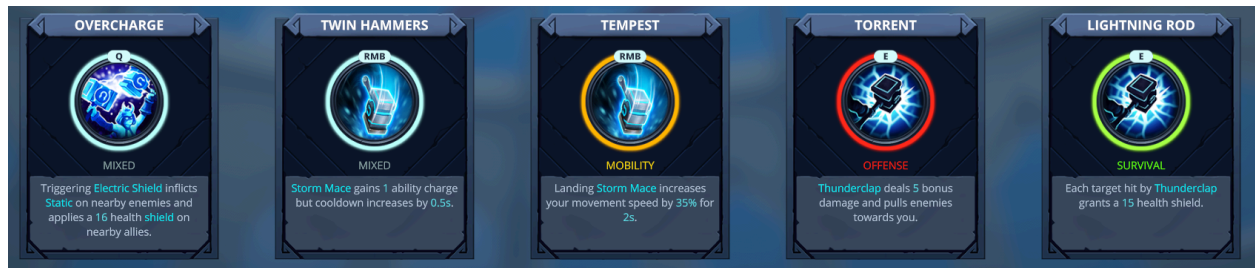 OVERCHARGE
Q
MIXED
Triggering Electric Shield inflicts
Static on nearby enemies and
applies a 16 health shield on
nearby allies.
TWIN HAMMERS
RMB
MIXED
Storm Mace gains 1 ability charge
but cooldown increases by 0.5s.
TEMPEST
RMB
MOBILITY
Landing Storm Mace increases
your movement speed by 35% for
2s.
TORRENT
E
OFFENSE
Thunderclap deals 5 bonus
damage and pulls enemies
towards you.
LIGHTNING ROD
E
SURVIVAL
Each target hit by Thunderclap
grants a 15 health shield.